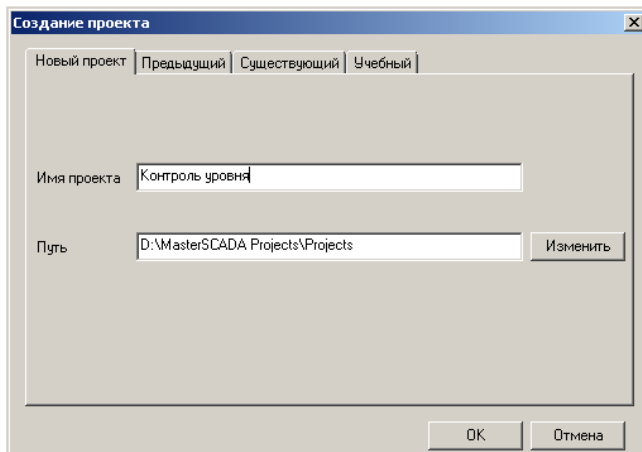 Создание проекта
Новый проект Предыдущий Существующий Учебный
Имя проекта Контроль уровня
Путь D:\MasterSCADA Projects\Projects Изменить
OK Отмена